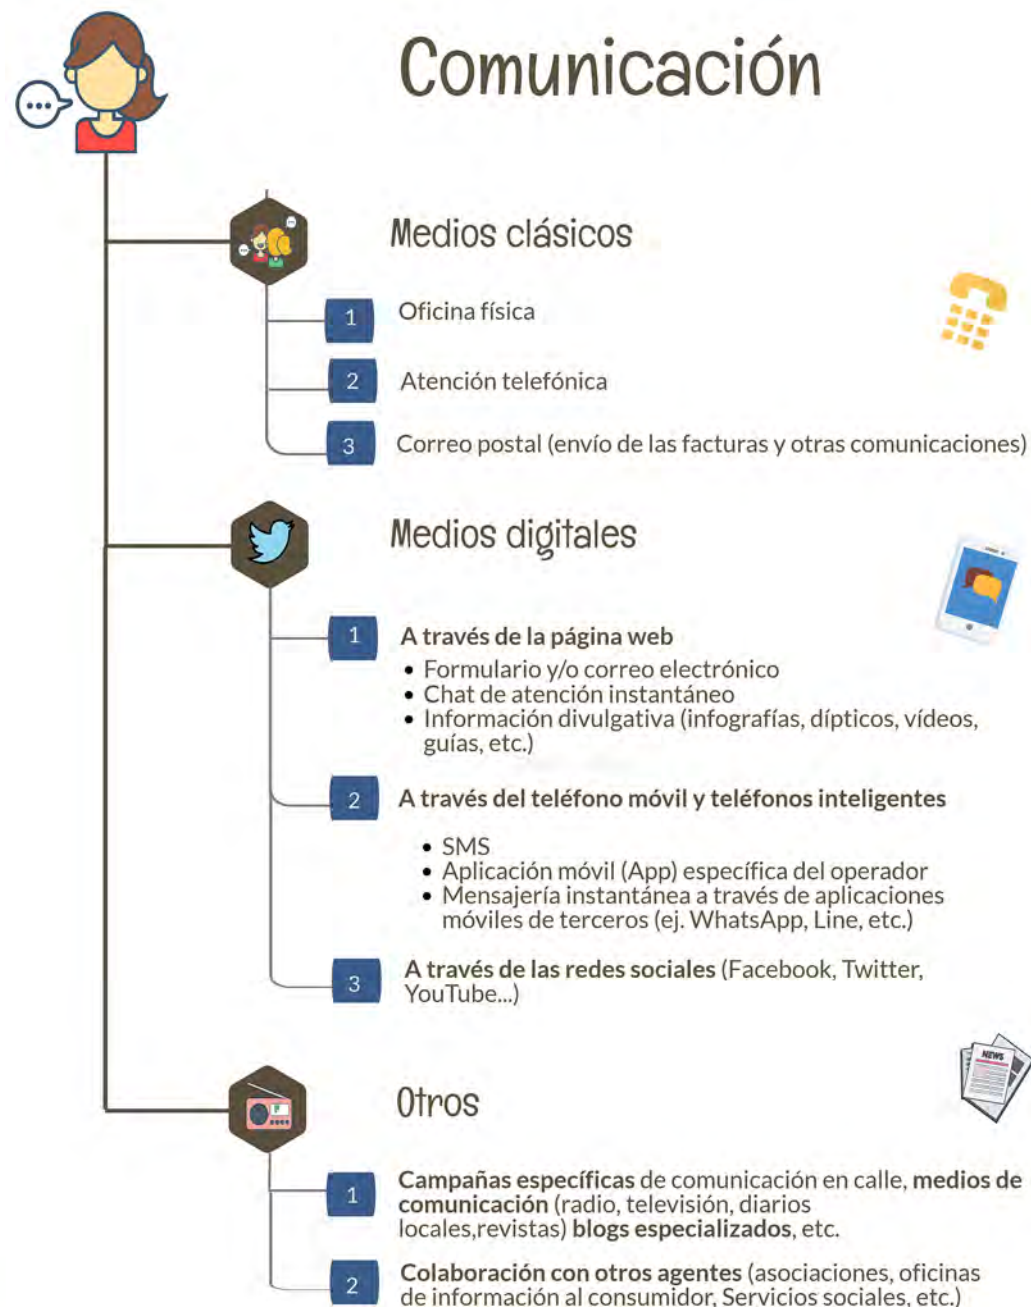 Comunicación
Medios clásicos
1
Oficina física
2
Atención telefónica
3
Correo postal (envío de las facturas y otras comunicaciones)
Medios digitales
1
A través de la página web
• Formulario y/o correo electrónico
• Chat de atención instantáneo
• Información divulgativa (infografías, dípticos, vídeos,
guías, etc.)
2
A través del teléfono móvil y teléfonos inteligentes
• SMS
• Aplicación móvil (App) específica del operador
• Mensajería instantánea a través de aplicaciones
móviles de terceros (ej. WhatsApp, Line, etc.)
3
A través de las redes sociales (Facebook, Twitter,
YouTube...)
NEWS
Otros
1
Campañas específicas de comunicación en calle, medios de
comunicación (radio, televisión, diarios
locales,revistas) blogs especializados, etc.
2
Colaboración con otros agentes (asociaciones, oficinas
de información al consumidor, Servicios sociales, etc.)